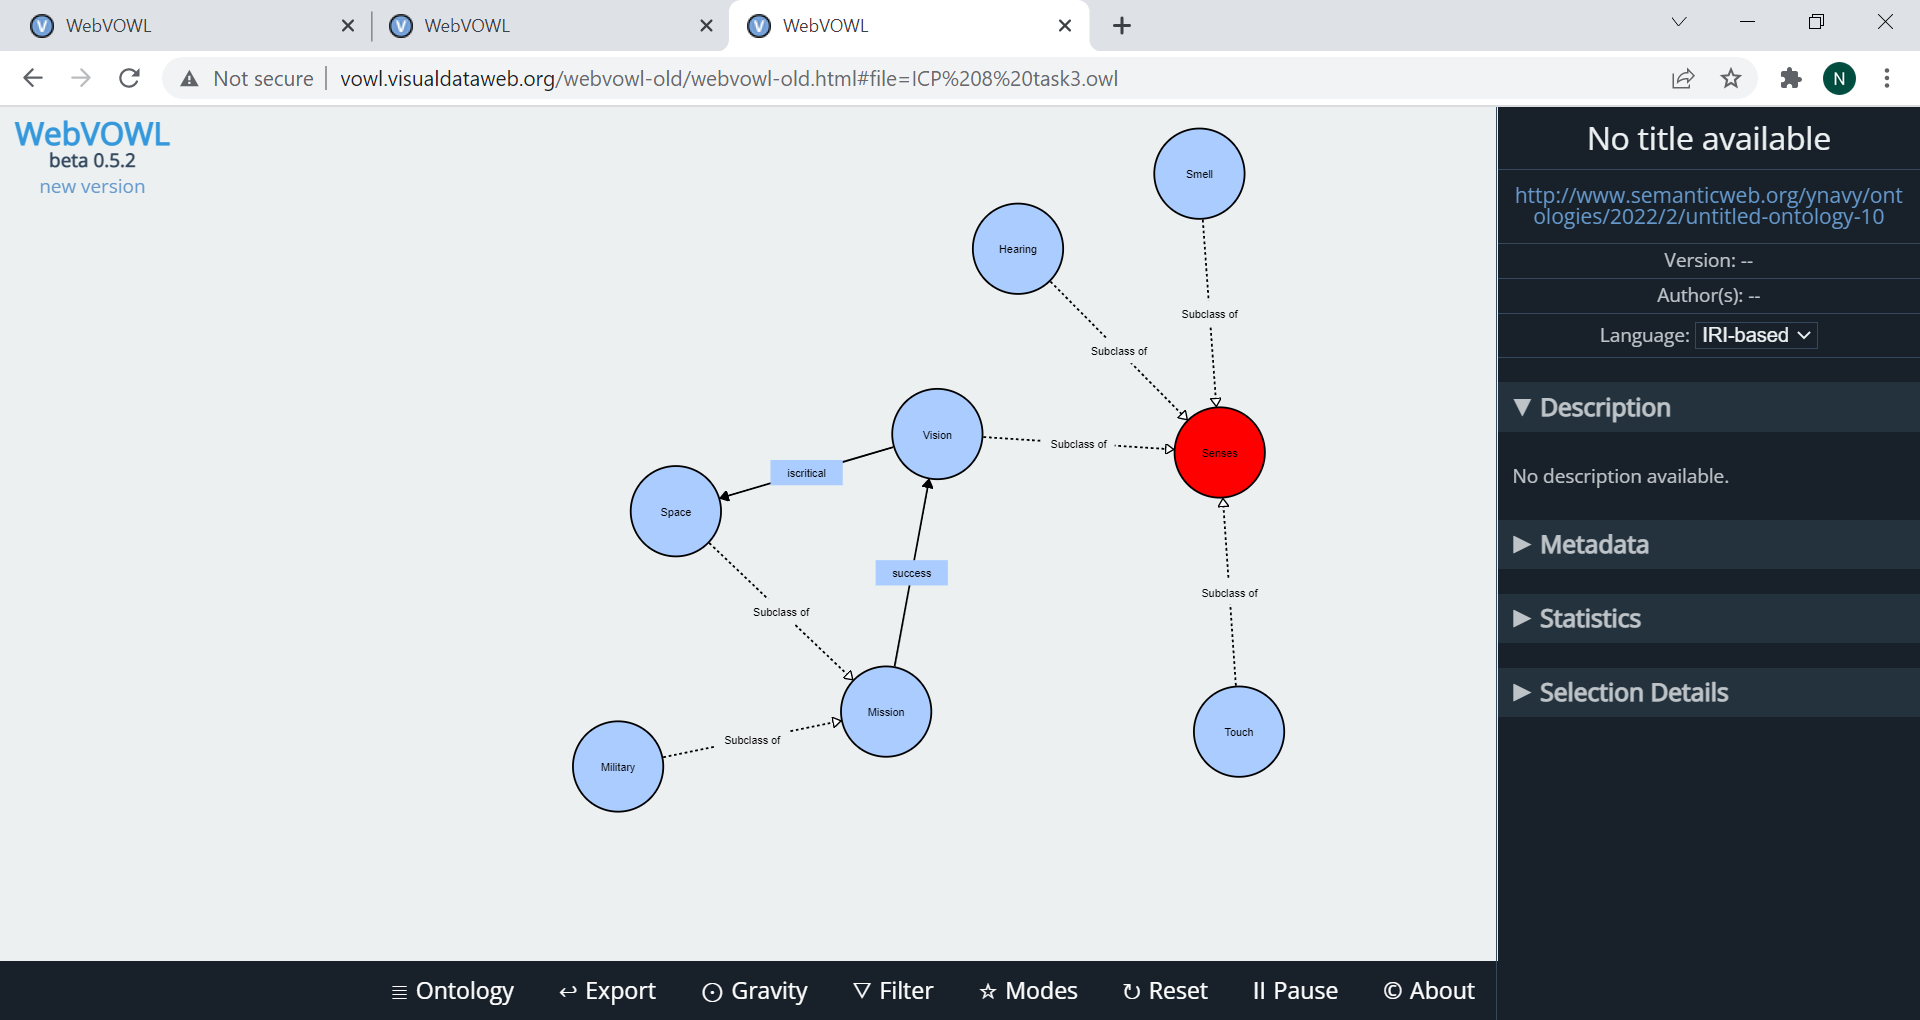 WebVOWL
WebVOWL
WebVOWL
Not secure
vowl.visualdataweb.org/webvowl-old/webvowl-old.html#file=ICP%208%20task3.owl
N
WebVOWL
beta 0.5.2
new version
Smell
Hearing
Subclass of
Subclass of
Vision
Subclass of
Senses
iscritical
Space
success
Subclass of
Subclass of
Mission
Subclass of
Military
Touch
No title available
http://www.semanticweb.org/ynavy/ont
ologies/2022/2/untitled-ontology-10
Version: --
Author(s): --
Language: IRI-based
Description
No description available.
Metadata
Statistics
Selection Details
Ontology
Export
Gravity
Filter
Modes
Reset
Pause
© About